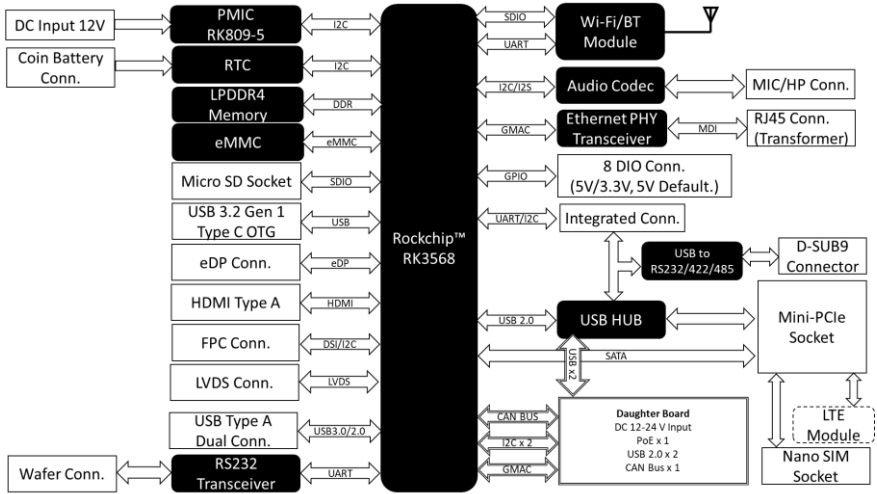 DC Input 12V
PMIC
RK809-5
I2C
Coin Battery
Conn.
RTC
I2C
LPDDR4
Memory
DDR
eMMC
eMMC
Micro SD Socket
SDIO
USB 3.2 Gen 1
Type C OTG
USB
eDP Conn.
eDP
HDMI Type A
HDMI
FPC Conn.
DSI/I2C
LVDS Conn.
LVDS
USB Type A
Dual Conn.
USB3.0/2.0
Wafer Conn.
RS232
Transceiver
UART
Rockchip™
RK3568
SDIO
UART
Wi-Fi/BT
Module
I2C/I2S
Audio Codec
MIC/HP Conn.
GMAC
Ethernet PHY
Transceiver
MDI
RJ45 Conn.
(Transformer)
GPIO
8 DIO Conn.
(5V/3.3V, 5V Default.)
UART/I2C
Integrated Conn.
USB to
RS232/422/485
D-SUB9
Connector
USB 2.0
USB HUB
Mini-PCIe
Socket
SATA
USB x2
CAN BUS
I2C x 2
GMAC
Daughter Board
DC 12-24 V Input
PoE x 1
USB 2.0 x 2
CAN Bus x 1
LTE
Module
Nano SIM
Socket